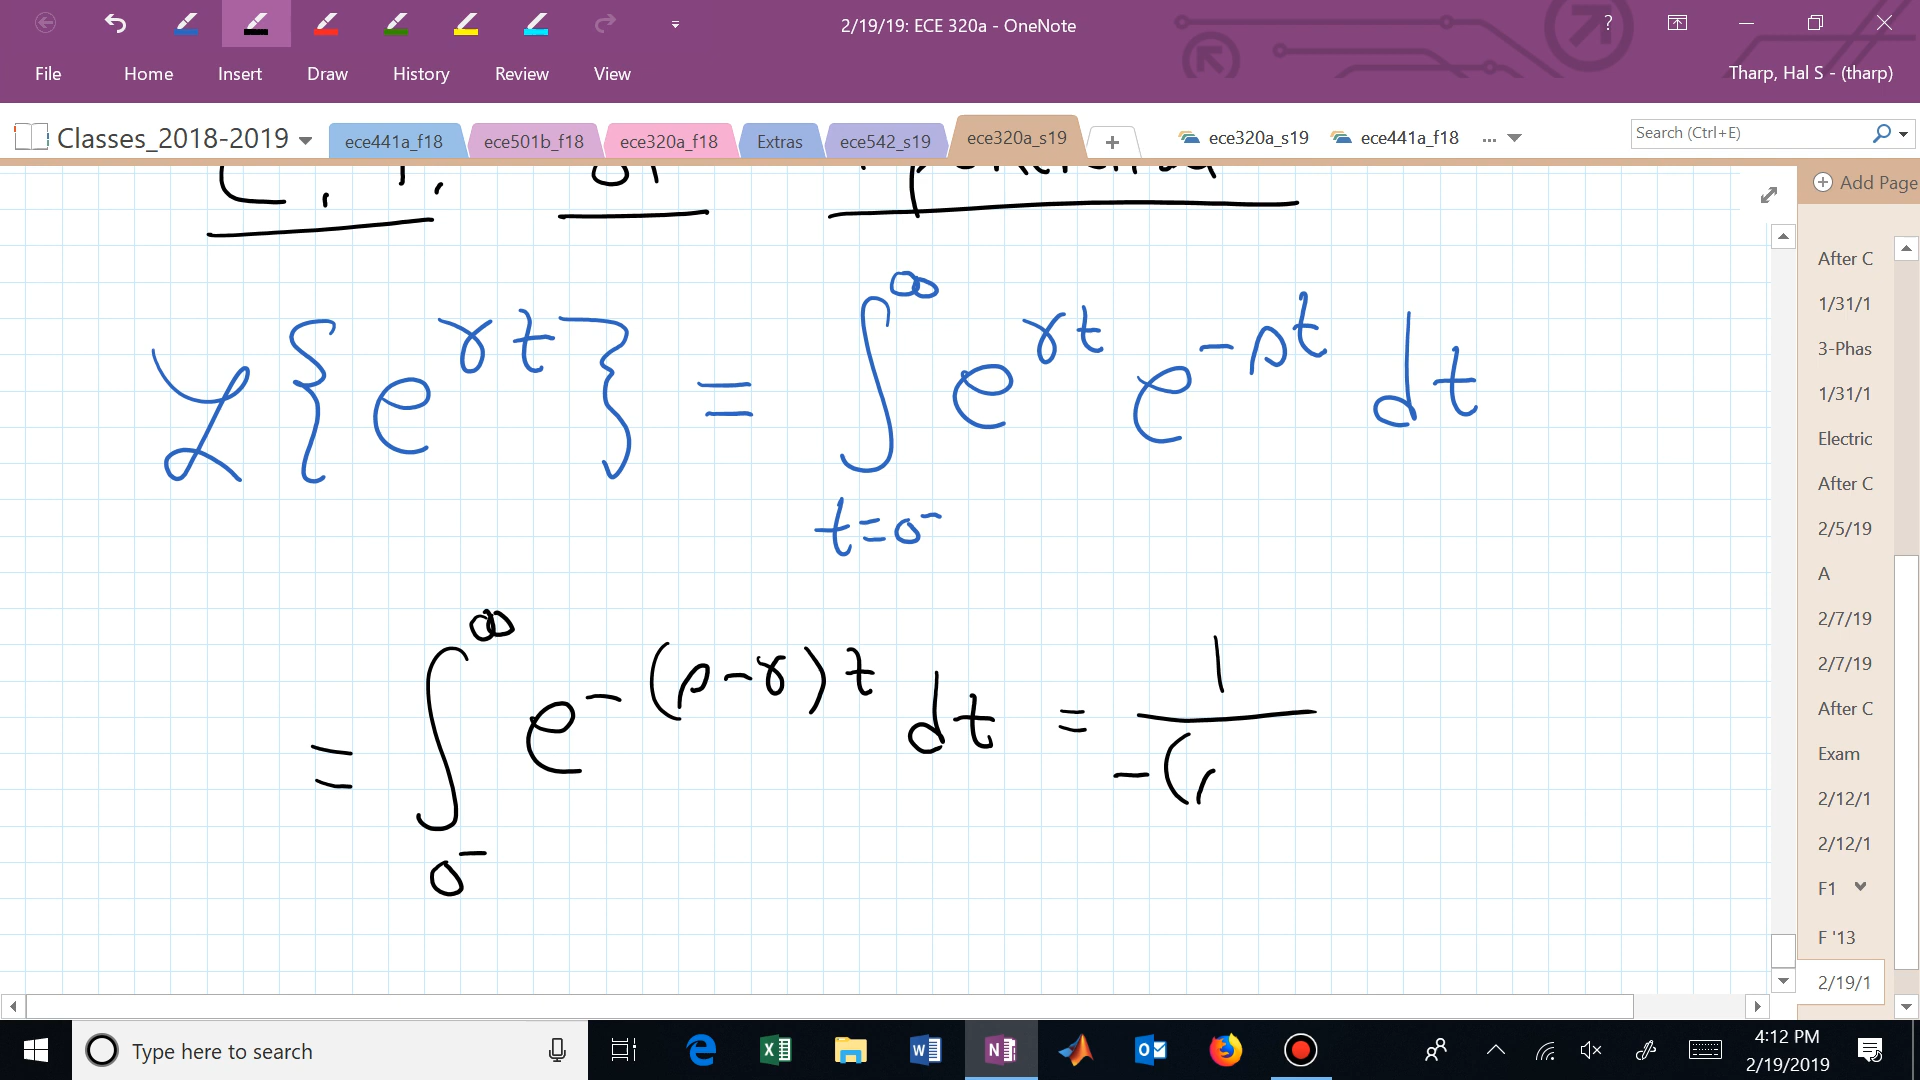 2/19/19: ECE 320a - OneNote
?
File Home Insert Draw History Review View
Tharp, Hal S - (tharp)
Classes_2018-2019
ece441a_f18
ece501b_f18
ece320a_f18
Extras
ece542_s19
ece320a_s19
+
ece320a_s19
ece441a_f18
...
Search (Ctrl+E)
Add Page
After C
1/31/1
3-Phas
1/31/1
Electric
After C
2/5/19
A
2/7/19
2/7/19
After C
Exam
2/12/1
2/12/1
F1
F '13
2/19/1
ℒ{e^{γt}} = ∫_{t=0⁻}^{∞} e^{γt} e^{-st} dt
= ∫_{0⁻}^{∞} e^{-(s-γ)t} dt = 1/-(
Type here to search
4:12 PM
2/19/2019